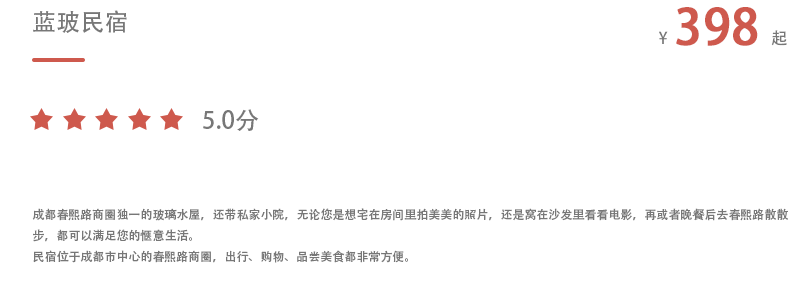 蓝玻民宿
¥ 398 起
5.0分
成都春熙路商圈独一的玻璃水屋，还带私家小院，无论您是想宅在房间里拍美美的照片，还是窝在沙发里看看电影，再或者晚餐后去春熙路散散
步，都可以满足您的惬意生活。
民宿位于成都市中心的春熙路商圈，出行、购物、品尝美食都非常方便。